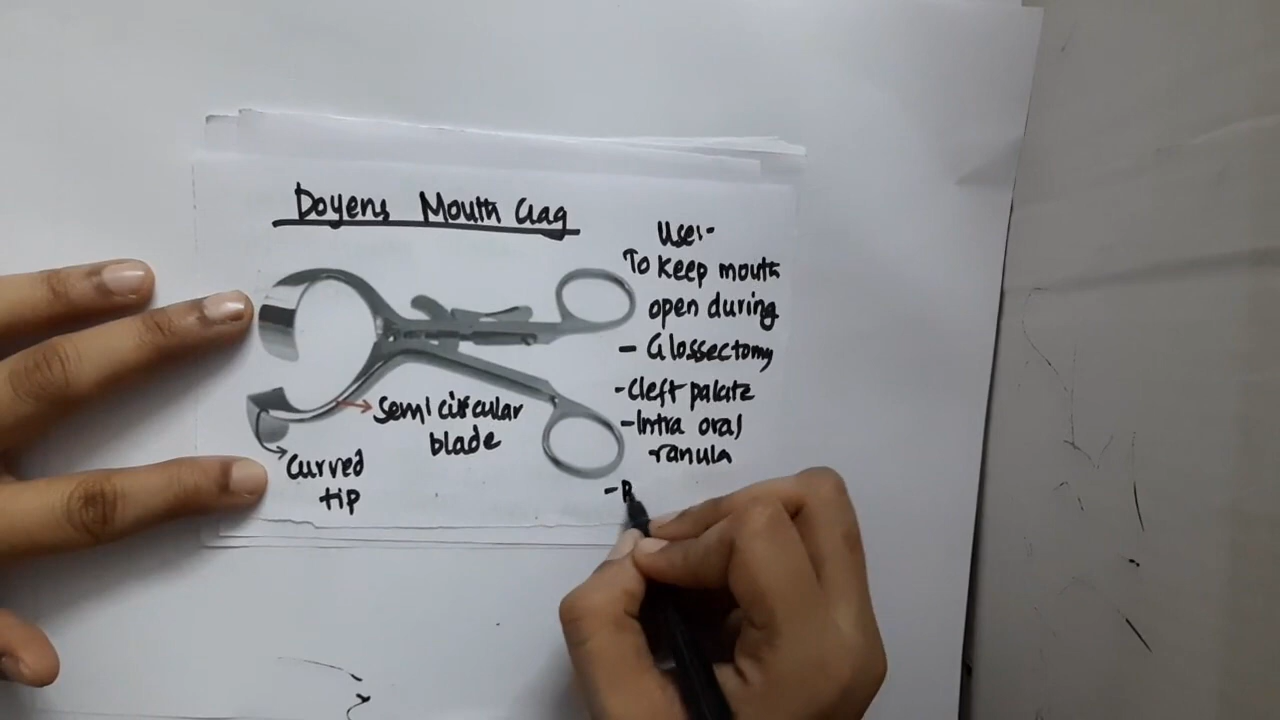 Doyens Mouth Gag
Use:-
To keep mouth
open during
- Glossectomy
- Cleft palate
- Intra oral
ranula
Semi circular
blade
Curved
tip